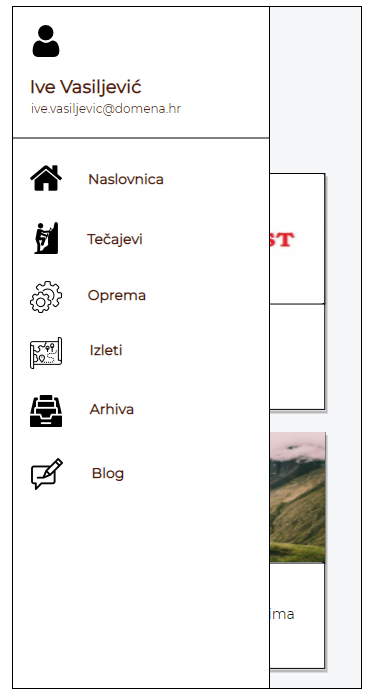 Ive Vasiljević
ive.vasiljevic@domena.hr
Naslovnica
Tečajevi
ST
Oprema
Izleti
Arhiva
Blog
ima